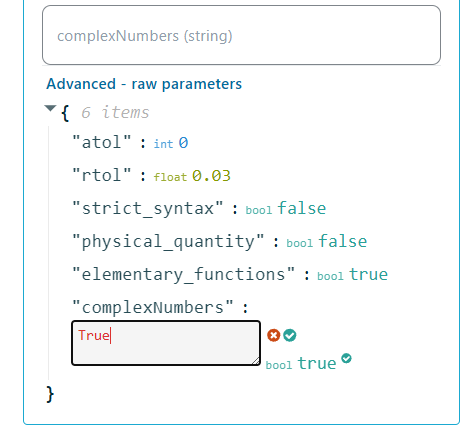 complexNumbers (string)
Advanced - raw parameters
{ 6 items
"atol" : int 0
"rtol" : float 0.03
"strict_syntax" : bool false
"physical_quantity" : bool false
"elementary_functions" : bool true
"complexNumbers" :
True
bool true
}